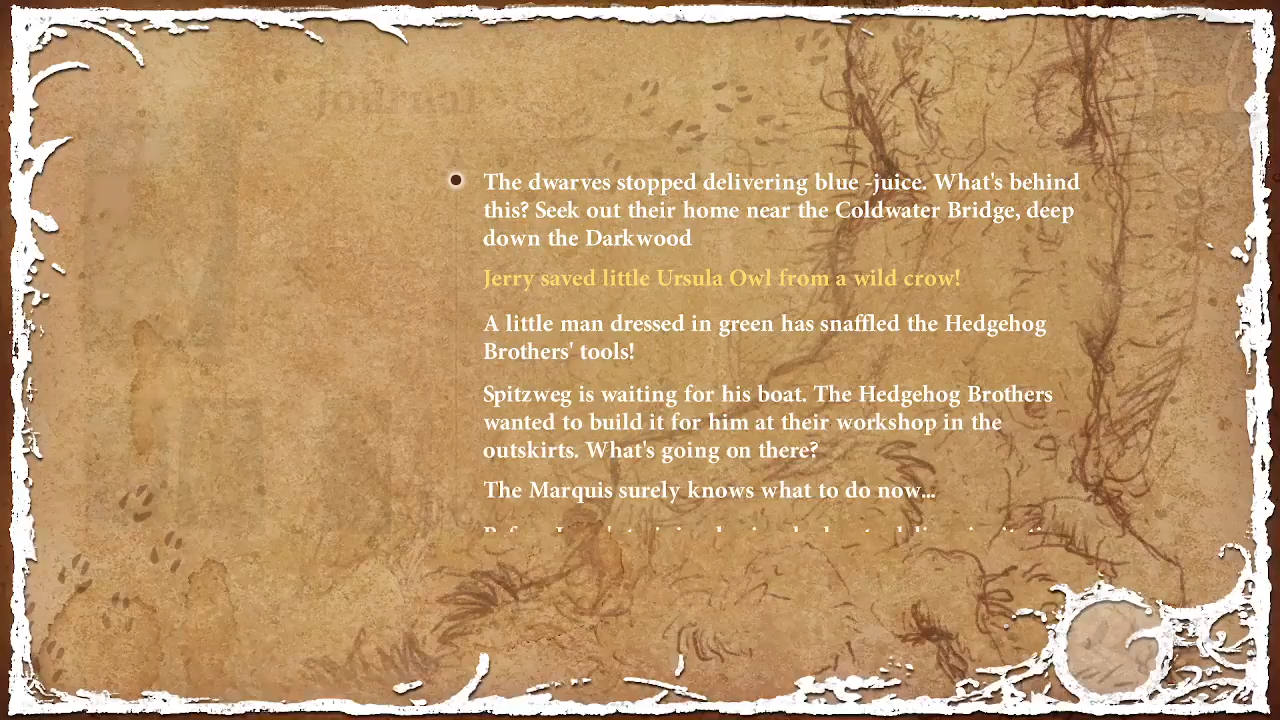 Journal
The dwarves stopped delivering blue -juice. What's behind
this? Seek out their home near the Coldwater Bridge, deep
down the Darkwood
Jerry saved little Ursula Owl from a wild crow!
A little man dressed in green has snaffled the Hedgehog
Brothers' tools!
Spitzweg is waiting for his boat. The Hedgehog Brothers
wanted to build it for him at their workshop in the
outskirts. What's going on there?
The Marquis surely knows what to do now...